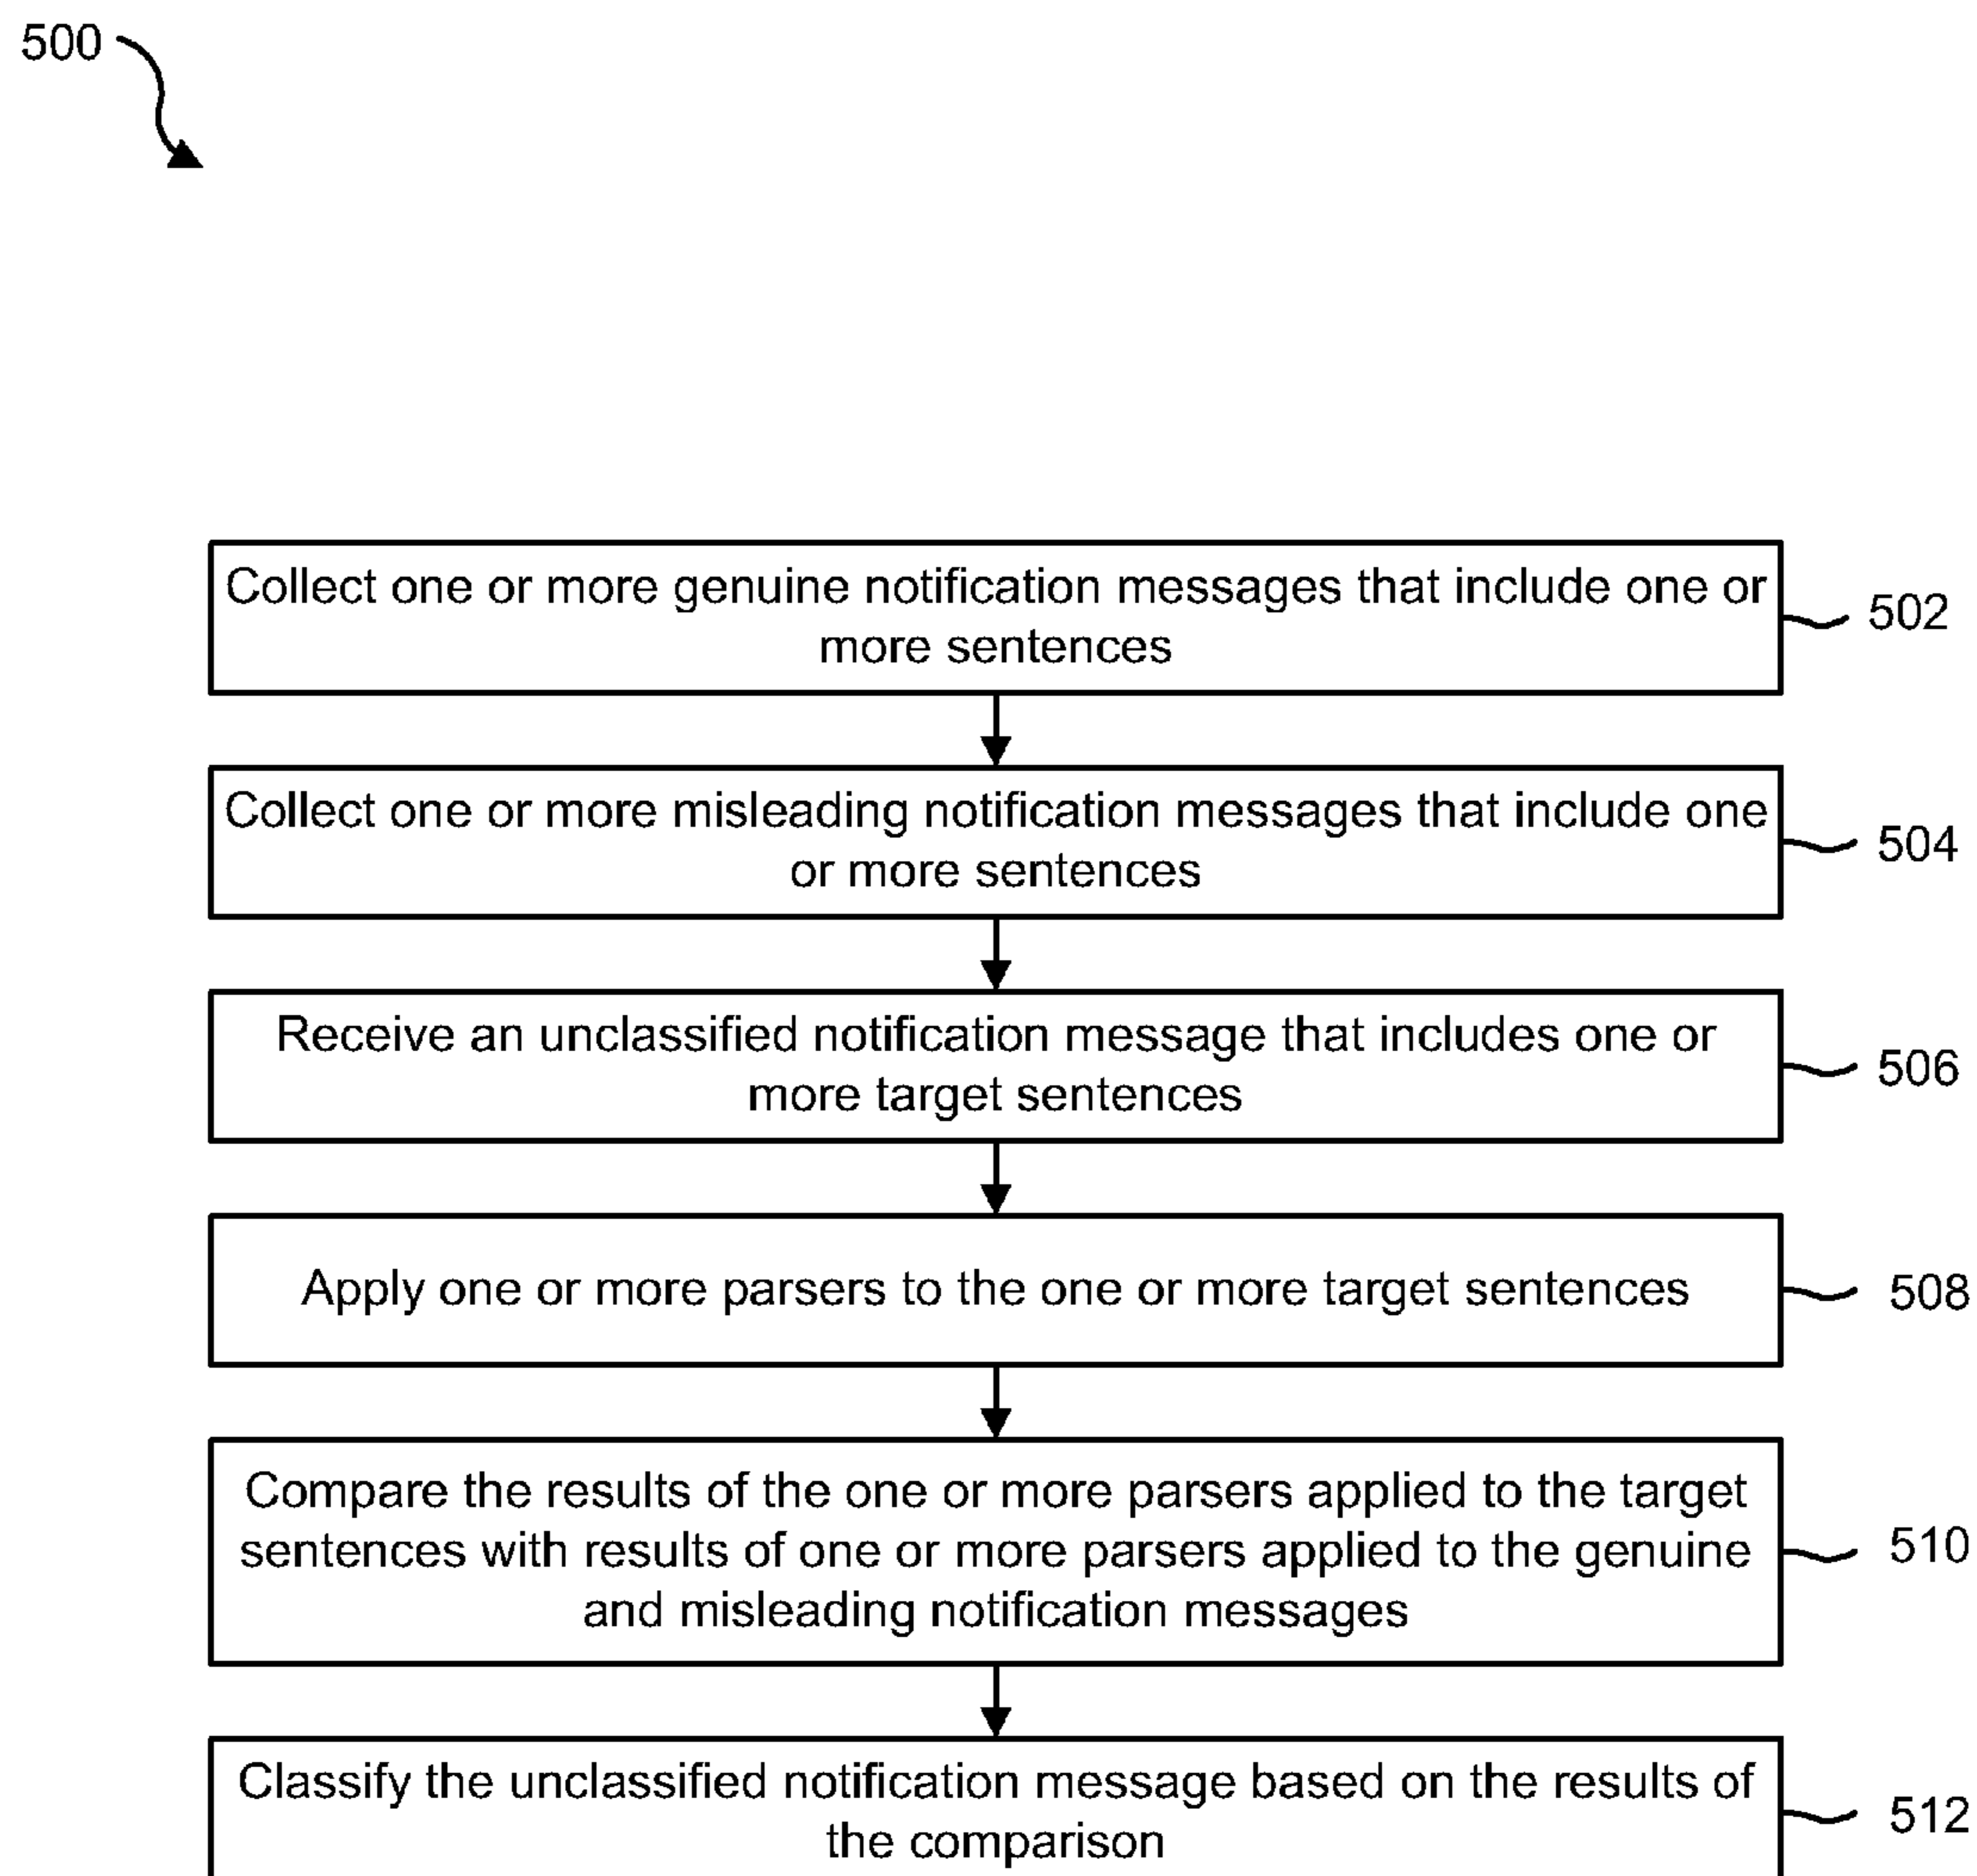 500
Collect one or more genuine notification messages that include one or
more sentences
502
Collect one or more misleading notification messages that include one
or more sentences
504
Receive an unclassified notification message that includes one or
more target sentences
506
Apply one or more parsers to the one or more target sentences
508
Compare the results of the one or more parsers applied to the target
sentences with results of one or more parsers applied to the genuine
and misleading notification messages
510
Classify the unclassified notification message based on the results of
the comparison
512